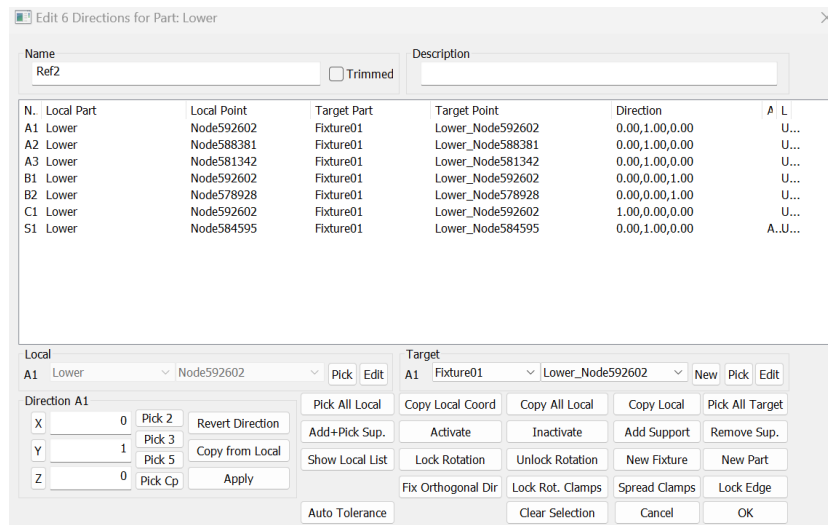 Edit 6 Directions for Part: Lower
Name
Description
Ref2
Trimmed
N.. Local Part Local Point Target Part Target Point Direction A L
A1 Lower Node592602 Fixture01 Lower_Node592602 0.00,1.00,0.00 U...
A2 Lower Node588381 Fixture01 Lower_Node588381 0.00,1.00,0.00 U...
A3 Lower Node581342 Fixture01 Lower_Node581342 0.00,1.00,0.00 U...
B1 Lower Node592602 Fixture01 Lower_Node592602 0.00,0.00,1.00 U...
B2 Lower Node578928 Fixture01 Lower_Node578928 0.00,0.00,1.00 U...
C1 Lower Node592602 Fixture01 Lower_Node592602 1.00,0.00,0.00 U...
S1 Lower Node584595 Fixture01 Lower_Node584595 0.00,1.00,0.00 A..U...
Local
Target
A1 Lower Node592602 Pick Edit
A1 Fixture01 Lower_Node592602 New Pick Edit
Direction A1
X 0 Pick 2 Revert Direction
Pick 3
Y 1 Copy from Local
Pick 5
Z 0 Pick Cp Apply
Pick All Local Copy Local Coord Copy All Local Copy Local Pick All Target
Add+Pick Sup. Activate Inactivate Add Support Remove Sup.
Show Local List Lock Rotation Unlock Rotation New Fixture New Part
Fix Orthogonal Dir Lock Rot. Clamps Spread Clamps Lock Edge
Auto Tolerance Clear Selection Cancel OK